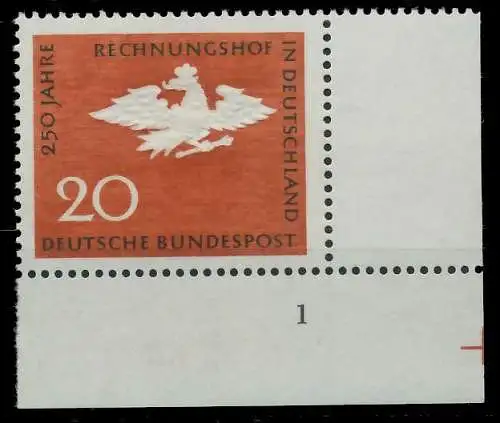 250 JAHRE
RECHNUNGSHOF
IN DEUTSCHLAND
20
DEUTSCHE BUNDESPOST
1